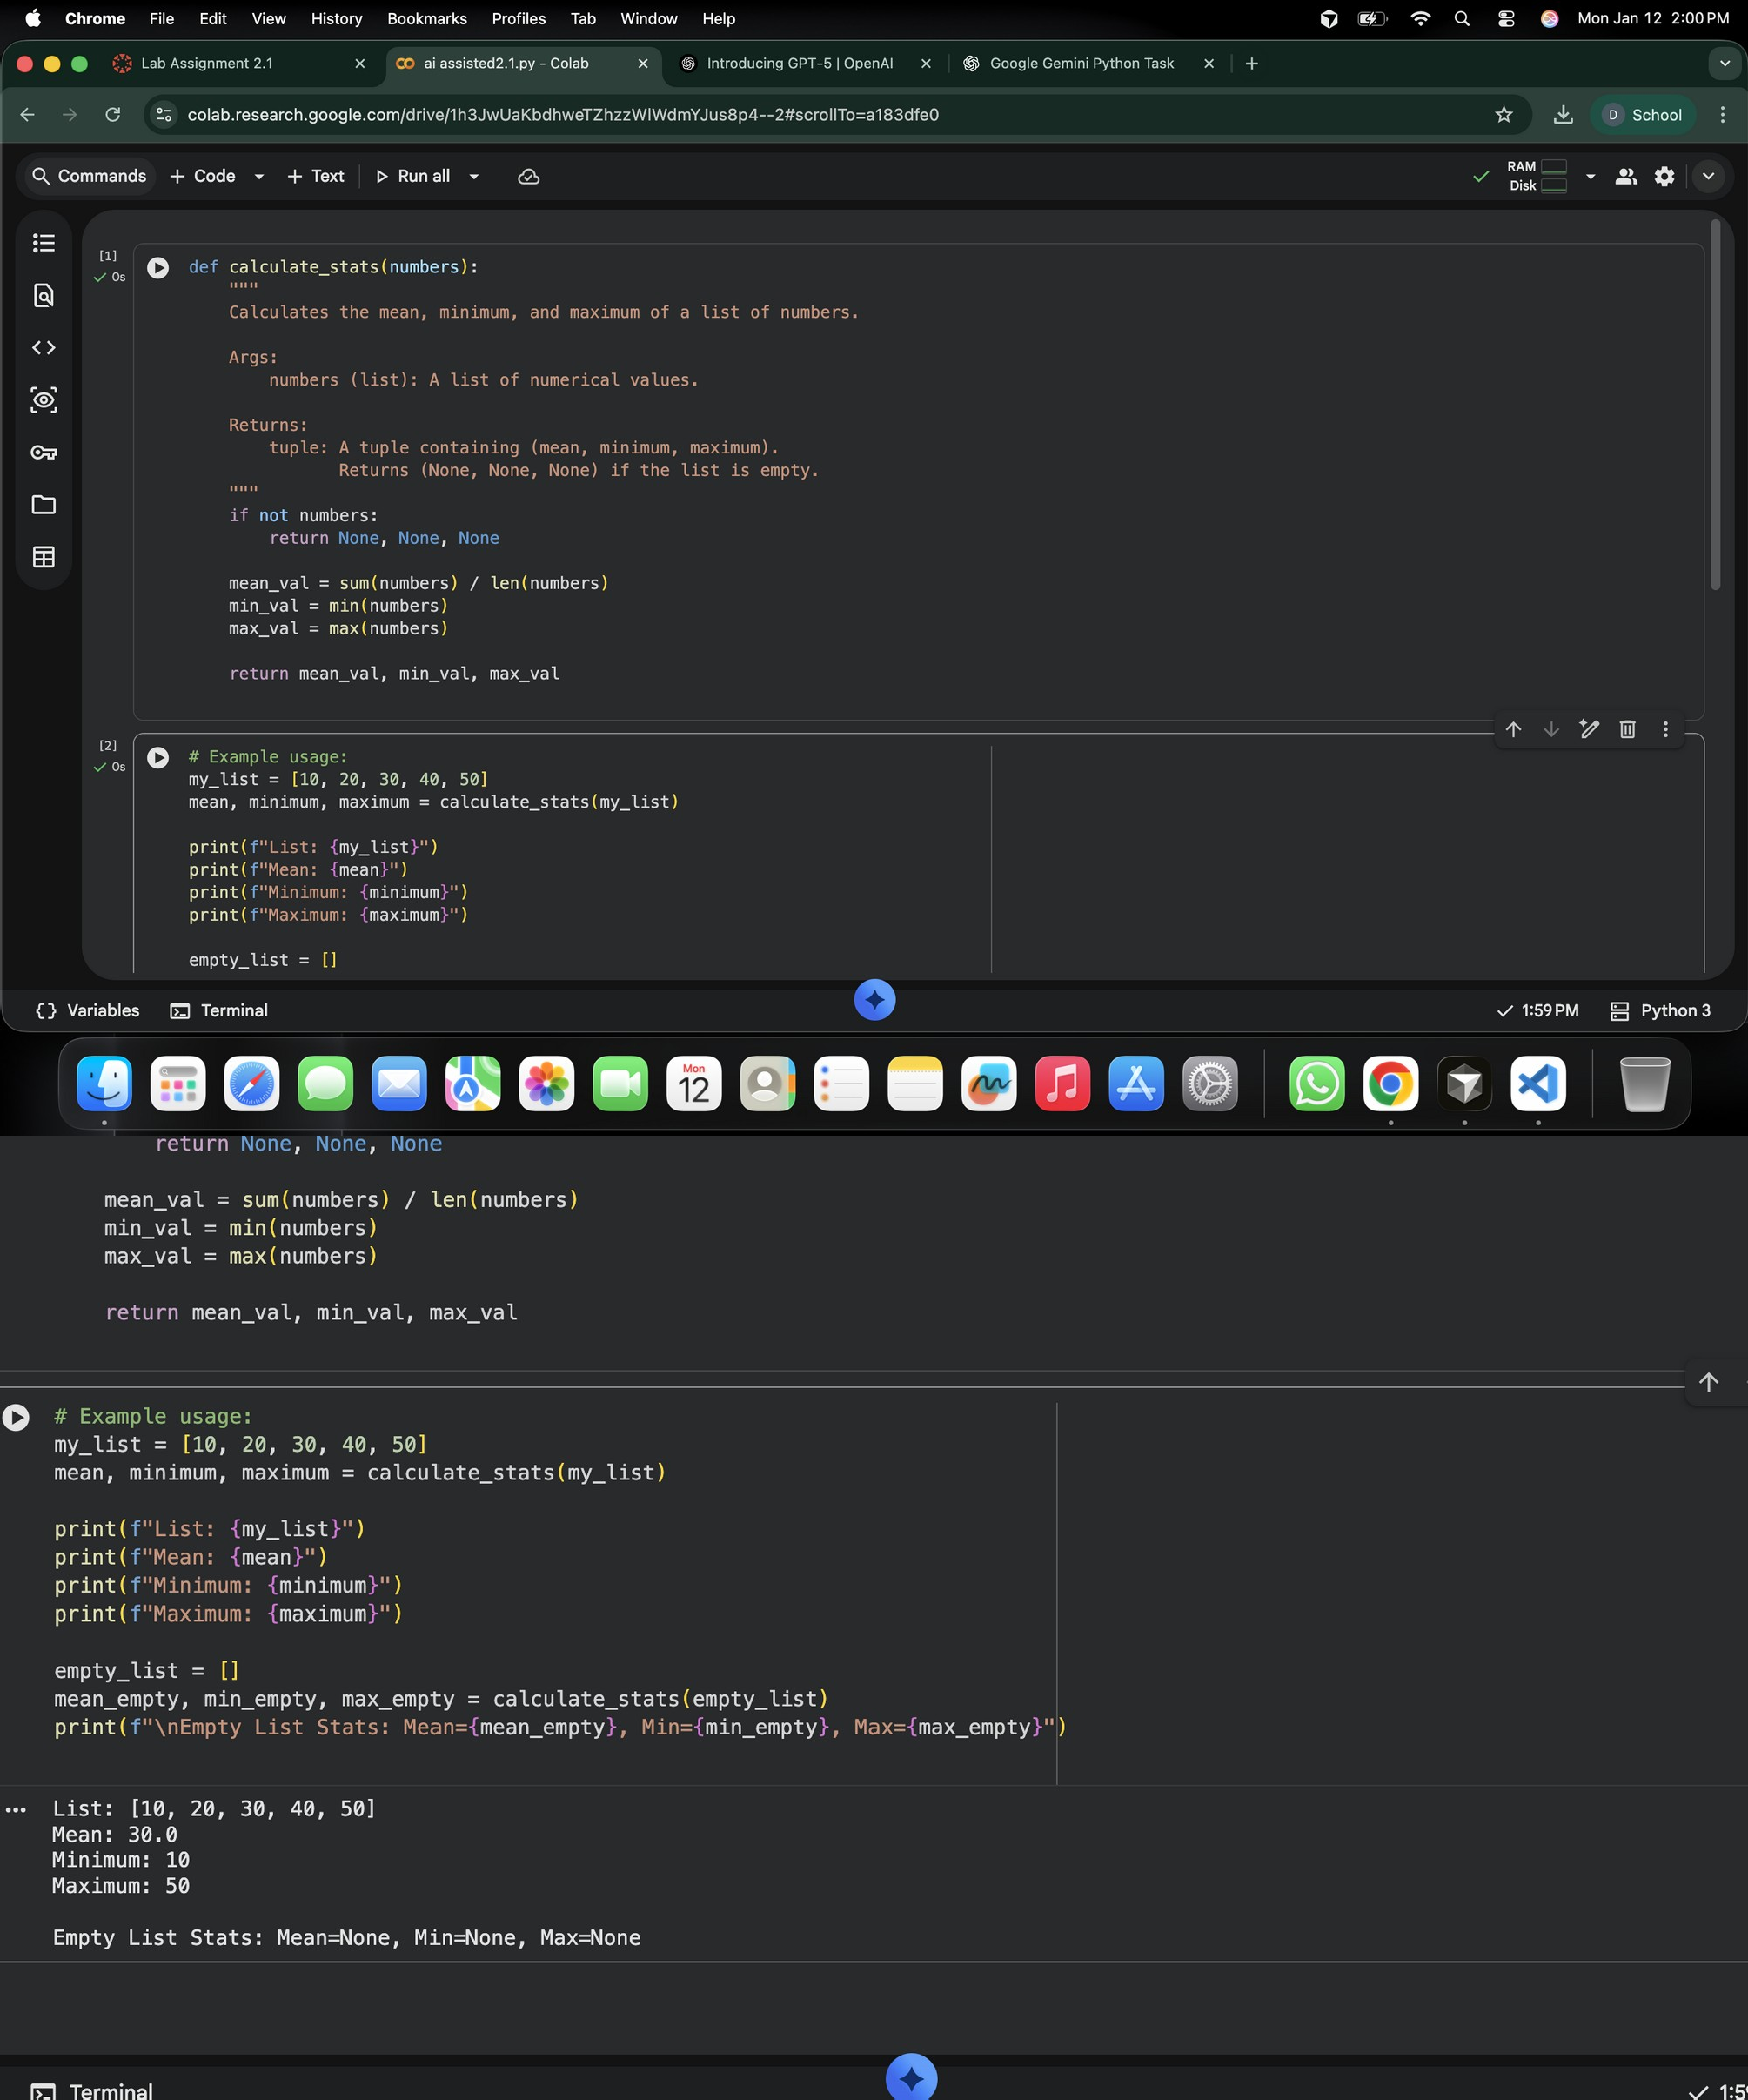 Chrome File Edit View History Bookmarks Profiles Tab Window Help Mon Jan 12 2:00 PM
Lab Assignment 2.1 ai assisted2.1.py - Colab Introducing GPT-5 | OpenAI Google Gemini Python Task
colab.research.google.com/drive/1h3JwUaKbdhweTZhzzWIWdmYJus8p4--2#scrollTo=a183dfe0 D School
Commands + Code + Text Run all RAM
Disk
[1]
0s
def calculate_stats(numbers):
    """
    Calculates the mean, minimum, and maximum of a list of numbers.

    Args:
        numbers (list): A list of numerical values.

    Returns:
        tuple: A tuple containing (mean, minimum, maximum).
               Returns (None, None, None) if the list is empty.
    """
    if not numbers:
        return None, None, None

    mean_val = sum(numbers) / len(numbers)
    min_val = min(numbers)
    max_val = max(numbers)

    return mean_val, min_val, max_val
[2]
0s
# Example usage:
my_list = [10, 20, 30, 40, 50]
mean, minimum, maximum = calculate_stats(my_list)

print(f"List: {my_list}")
print(f"Mean: {mean}")
print(f"Minimum: {minimum}")
print(f"Maximum: {maximum}")

empty_list = []
{} Variables Terminal 1:59 PM Python 3
Mon
12
        return None, None, None

    mean_val = sum(numbers) / len(numbers)
    min_val = min(numbers)
    max_val = max(numbers)

    return mean_val, min_val, max_val

# Example usage:
my_list = [10, 20, 30, 40, 50]
mean, minimum, maximum = calculate_stats(my_list)

print(f"List: {my_list}")
print(f"Mean: {mean}")
print(f"Minimum: {minimum}")
print(f"Maximum: {maximum}")

empty_list = []
mean_empty, min_empty, max_empty = calculate_stats(empty_list)
print(f"\nEmpty List Stats: Mean={mean_empty}, Min={min_empty}, Max={max_empty}")

List: [10, 20, 30, 40, 50]
Mean: 30.0
Minimum: 10
Maximum: 50

Empty List Stats: Mean=None, Min=None, Max=None
Terminal